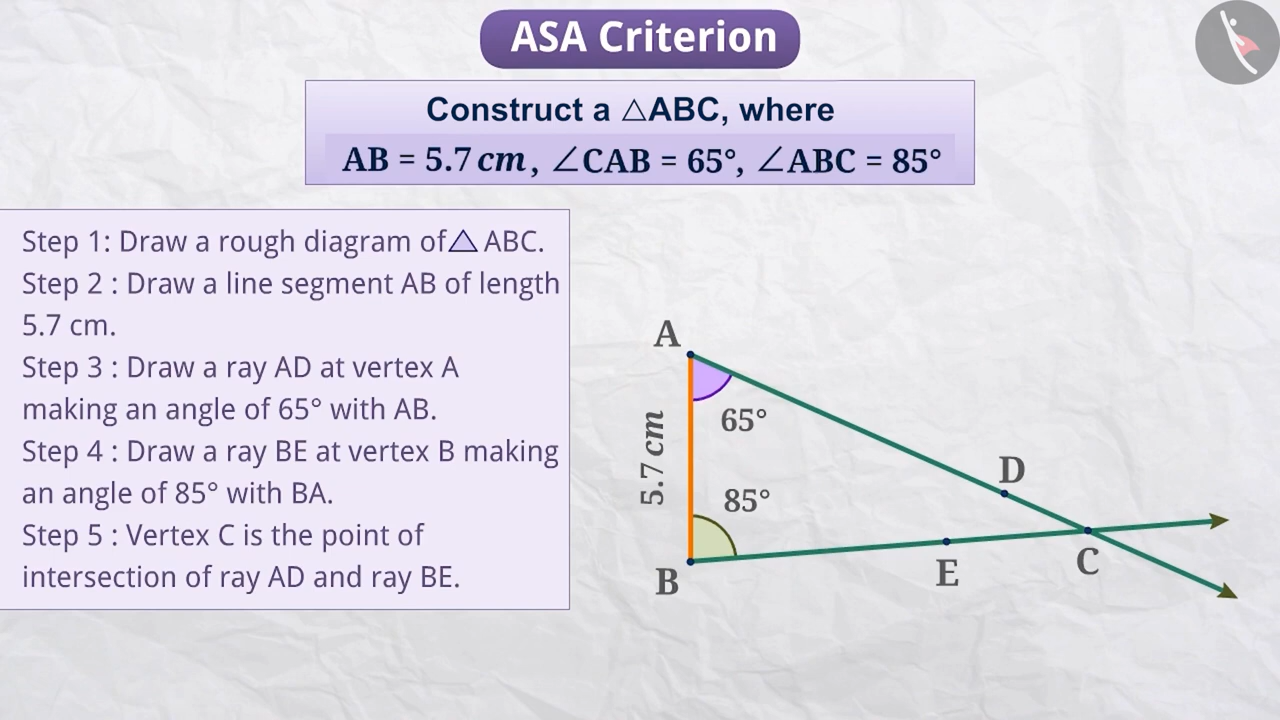 ASA Criterion
Construct a △ABC, where
AB = 5.7 cm, ∠CAB = 65°, ∠ABC = 85°
Step 1: Draw a rough diagram of△ ABC.
Step 2 : Draw a line segment AB of length
5.7 cm.
Step 3 : Draw a ray AD at vertex A
making an angle of 65° with AB.
Step 4 : Draw a ray BE at vertex B making
an angle of 85° with BA.
Step 5 : Vertex C is the point of
intersection of ray AD and ray BE.
A
65°
5.7 cm
D
85°
B
E
C